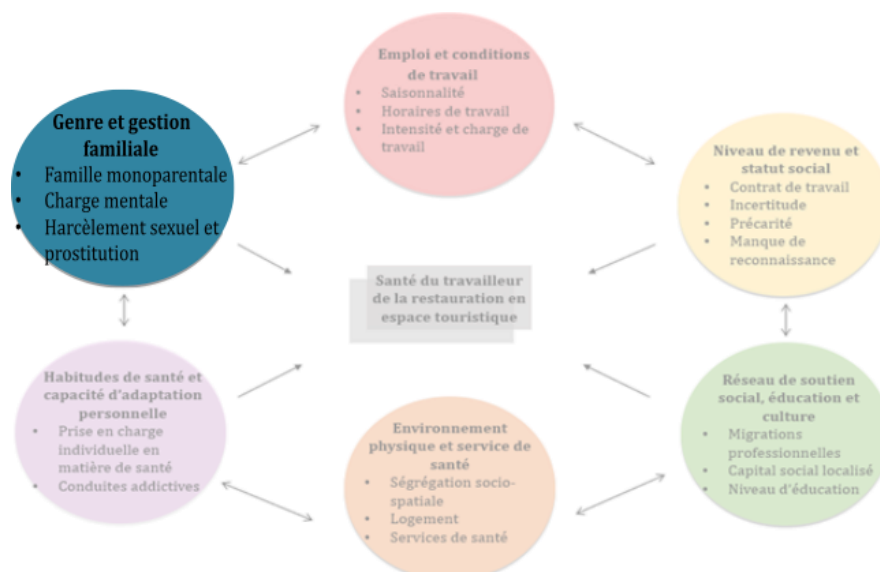 Emploi et conditions
de travail
• Saisonnalité
• Horaires de travail
• Intensité et charge de
travail
Genre et gestion
familiale
• Famille monoparentale
• Charge mentale
• Harcèlement sexuel et
prostitution
Niveau de revenu et
statut social
• Contrat de travail
• Incertitude
• Précarité
• Manque de
reconnaissance
Santé du travailleur
de la restauration en
espace touristique
Habitudes de santé et
capacité d'adaptation
personnelle
• Prise en charge
individuelle en
matière de santé
• Conduites addictives
Environnement
physique et service de
santé
• Ségrégation socio-
spatiale
• Logement
• Services de santé
Réseau de soutien
social, éducation et
culture
• Migrations
professionnelles
• Capital social localisé
• Niveau d'éducation